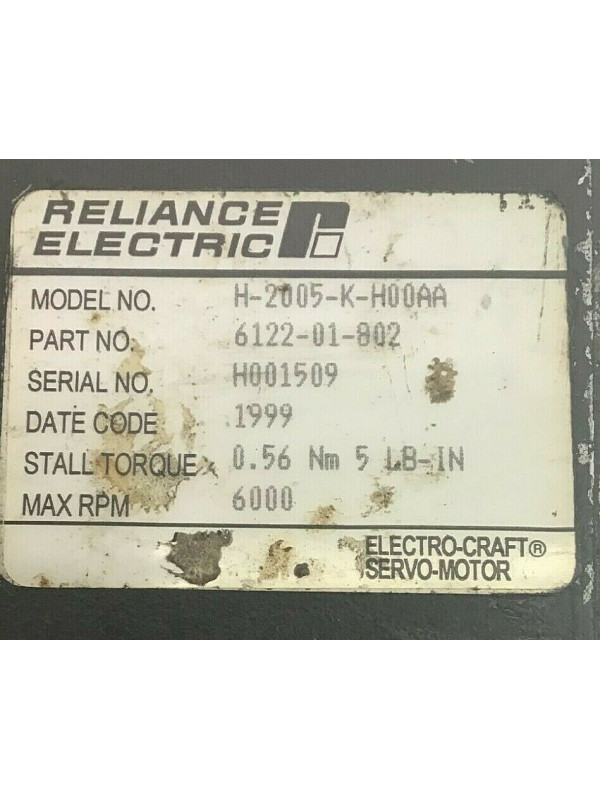 RELIANCE
ELECTRIC
MODEL NO. H-2005-K-H00AA
PART NO. 6122-01-802
SERIAL NO. H001509
DATE CODE 1999
STALL TORQUE 0.56 Nm 5 LB-IN
MAX RPM 6000
ELECTRO-CRAFT®
SERVO-MOTOR